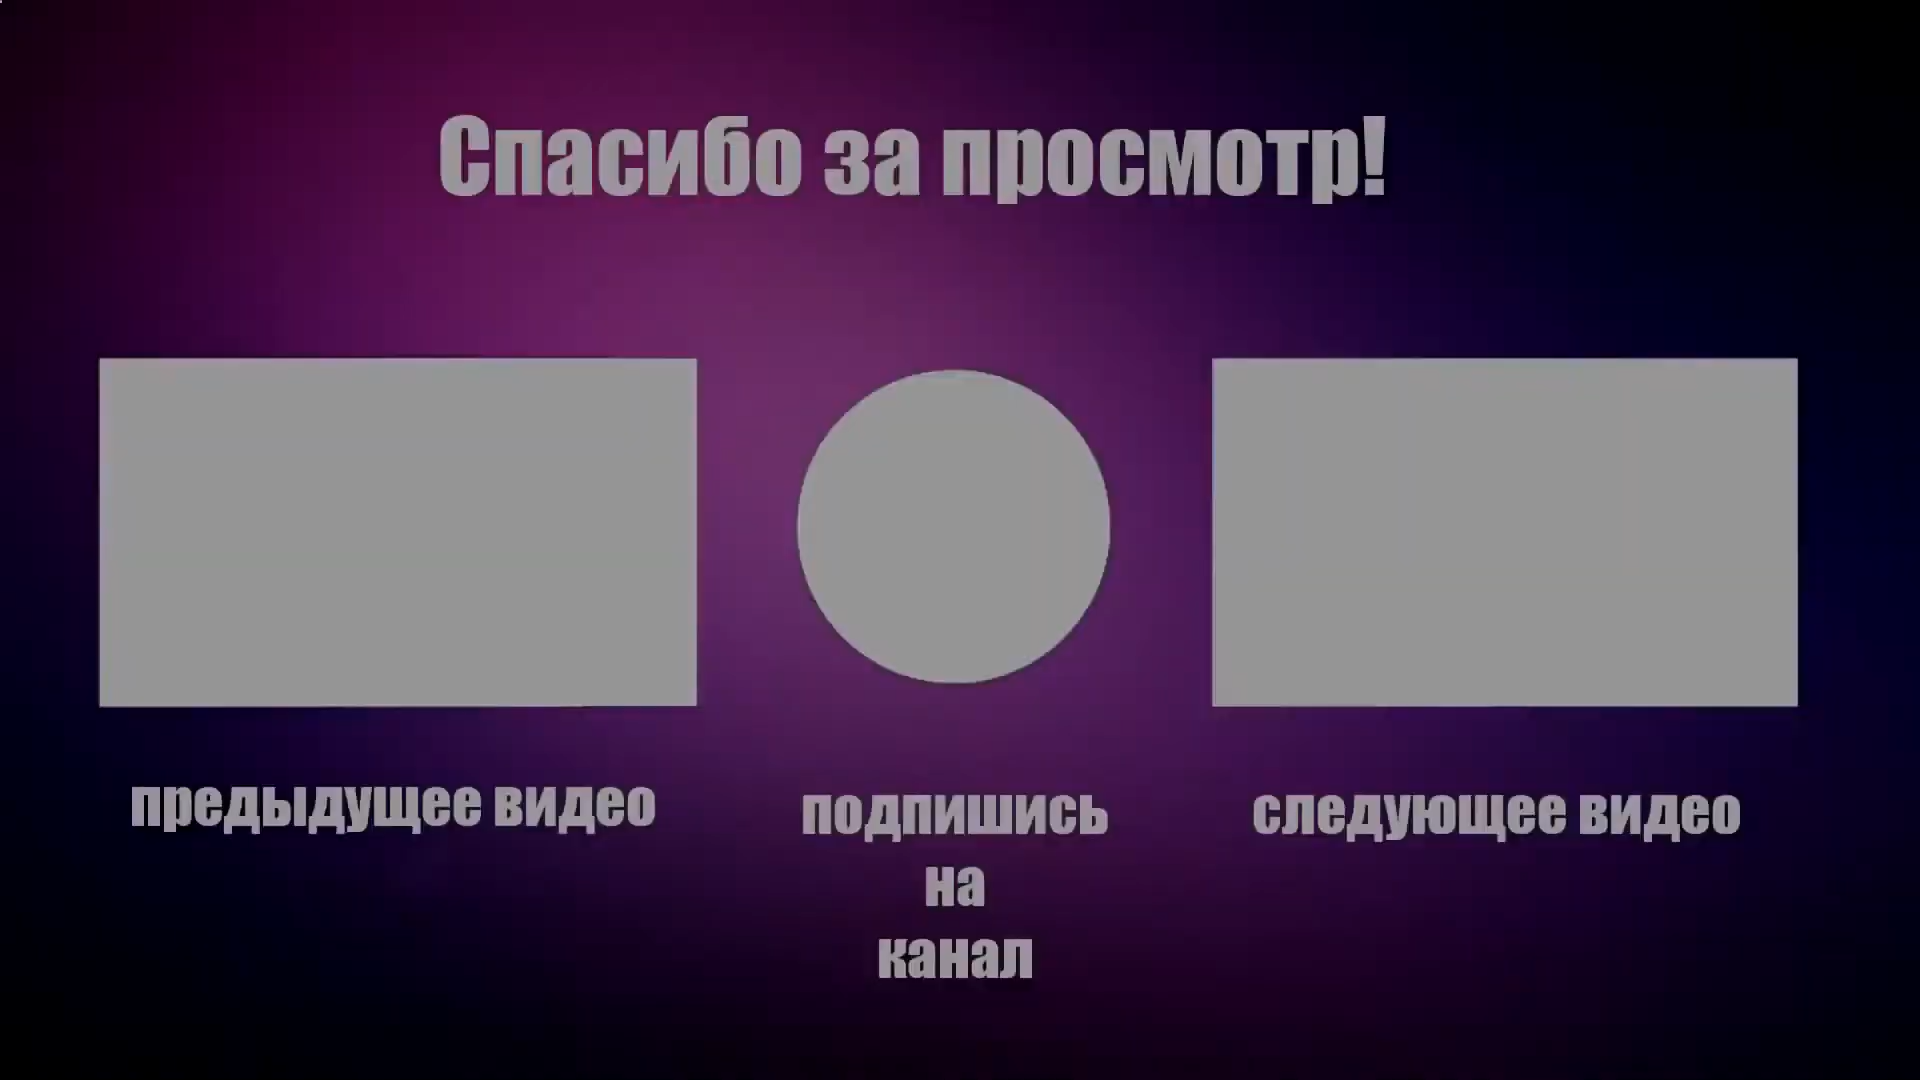 Спасибо за просмотр!
предыдущее видео
подпишись
на
канал
следующее видео